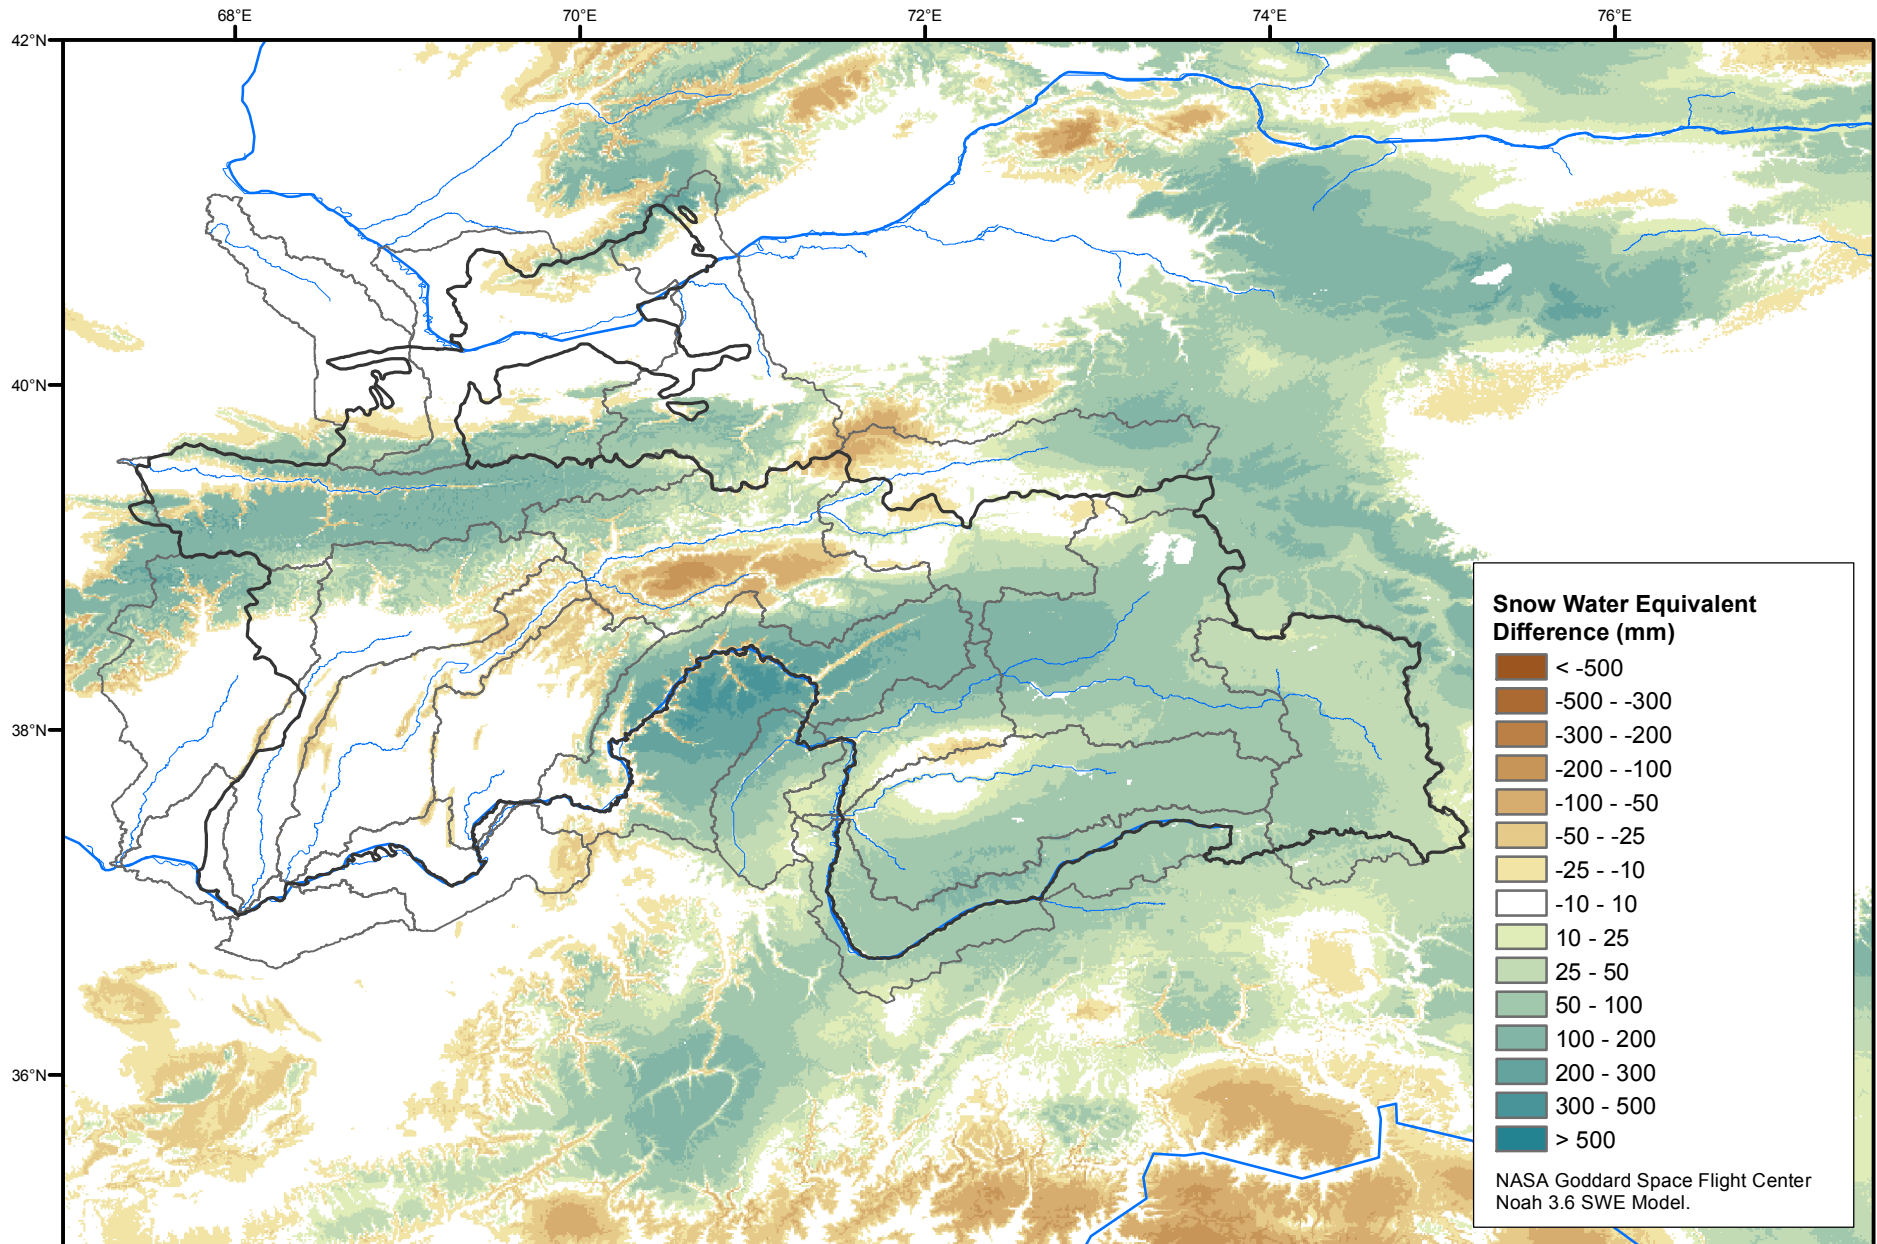 68°E 70°E 72°E 74°E 76°E
42°N
40°N
38°N
36°N
Snow Water Equivalent
Difference (mm)
< -500
-500 - -300
-300 - -200
-200 - -100
-100 - -50
-50 - -25
-25 - -10
-10 - 10
10 - 25
25 - 50
50 - 100
100 - 200
200 - 300
300 - 500
> 500
NASA Goddard Space Flight Center
Noah 3.6 SWE Model.